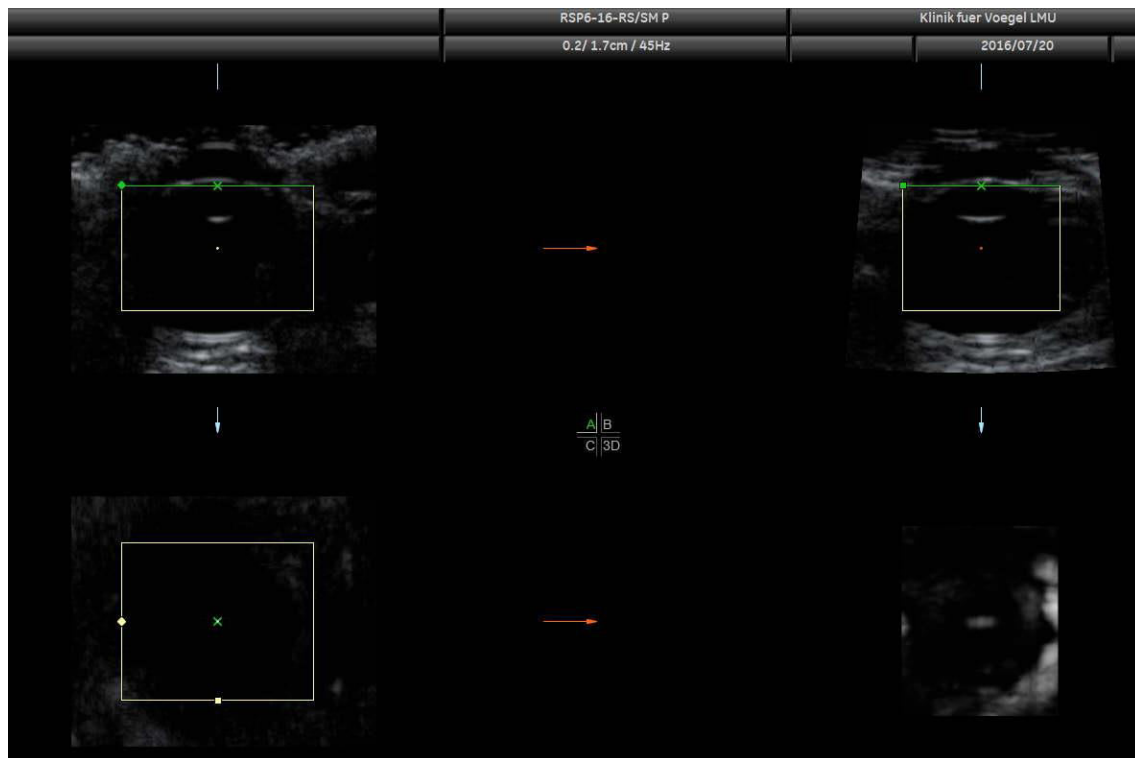 RSP6-16-RS/SM P
Klinik fuer Voegel LMU
0.2/ 1.7cm / 45Hz
2016/07/20
A B
C 3D